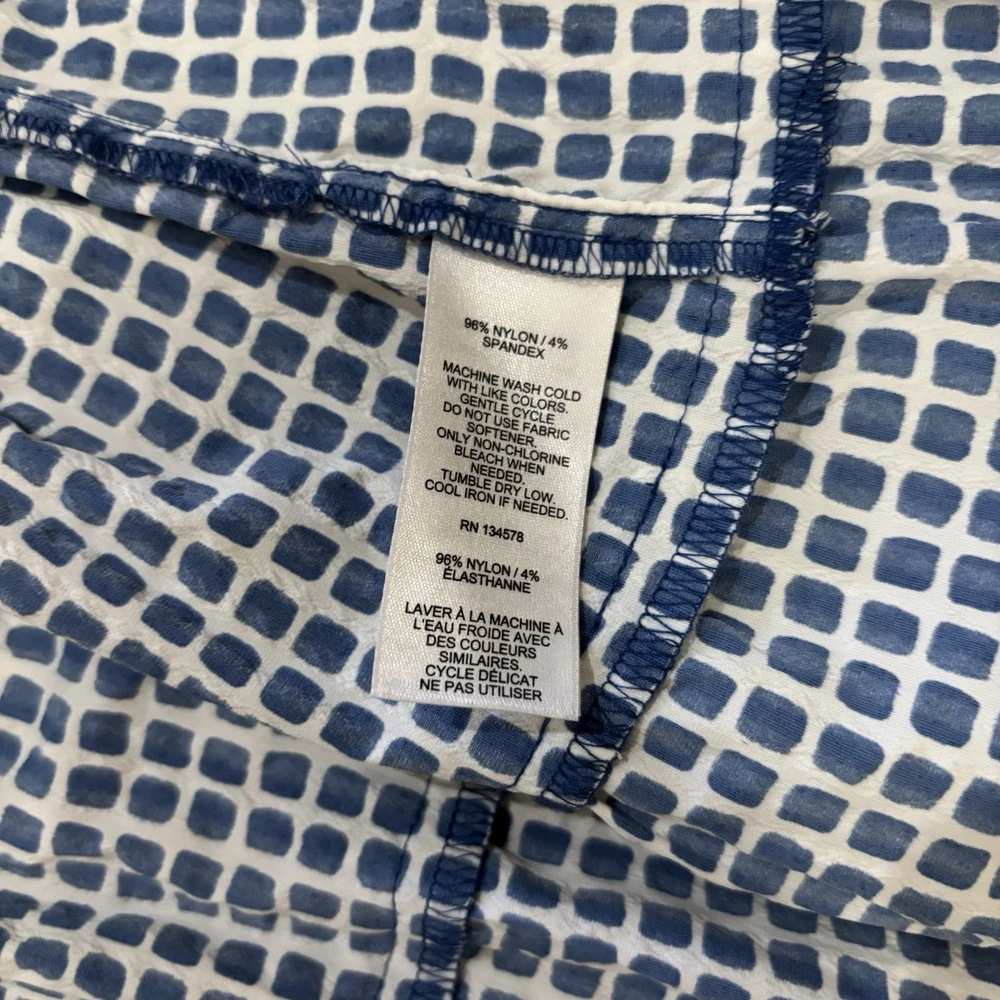 96% NYLON / 4%
SPANDEX
MACHINE WASH COLD
WITH LIKE COLORS.
GENTLE CYCLE
DO NOT USE FABRIC
SOFTENER.
ONLY NON-CHLORINE
BLEACH WHEN
NEEDED.
TUMBLE DRY LOW.
COOL IRON IF NEEDED.
RN 134578
96% NYLON / 4%
ÉLASTHANNE
LAVER À LA MACHINE À
L'EAU FROIDE AVEC
DES COULEURS
SIMILAIRES.
CYCLE DÉLICAT
NE PAS UTILISER